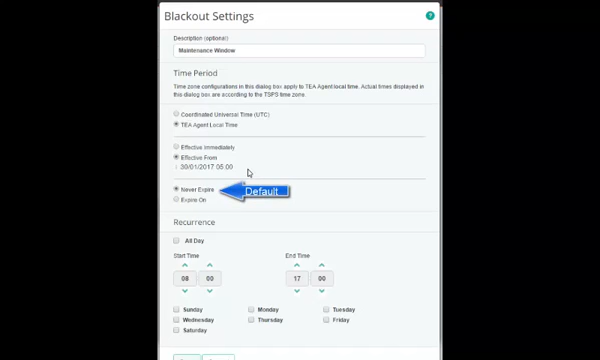 Blackout Settings
?
Description (optional)
Maintenance Window
Time Period
Time zone configurations in this dialog box apply to TEA Agent local time. Actual times displayed in
this dialog box are according to the TSFS time zone.
Coordinated Universal Time (UTC)
TEA Agent Local Time
Effective Immediately
Effective From
30/01/2017 05:00
Never Expire
Default
Expire On
Recurrence
All Day
Start Time
End Time
08 00 17 00
Sunday Monday Tuesday
Wednesday Thursday Friday
Saturday